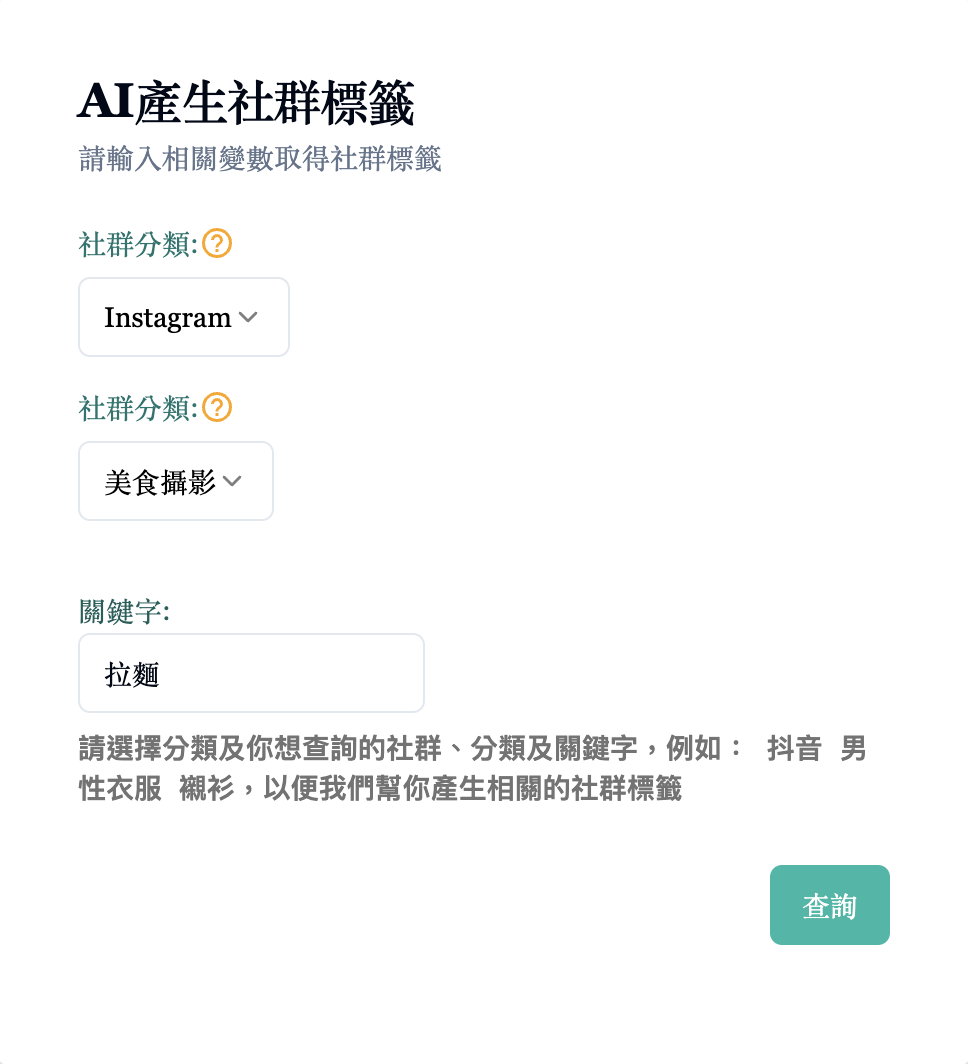 AI產生社群標籤
請輸入相關變數取得社群標籤
社群分類:?
Instagram
社群分類:?
美食攝影
關鍵字:
拉麵
請選擇分類及你想查詢的社群、分類及關鍵字，例如： 抖音 男
性衣服 襯衫，以便我們幫你產生相關的社群標籤
查詢